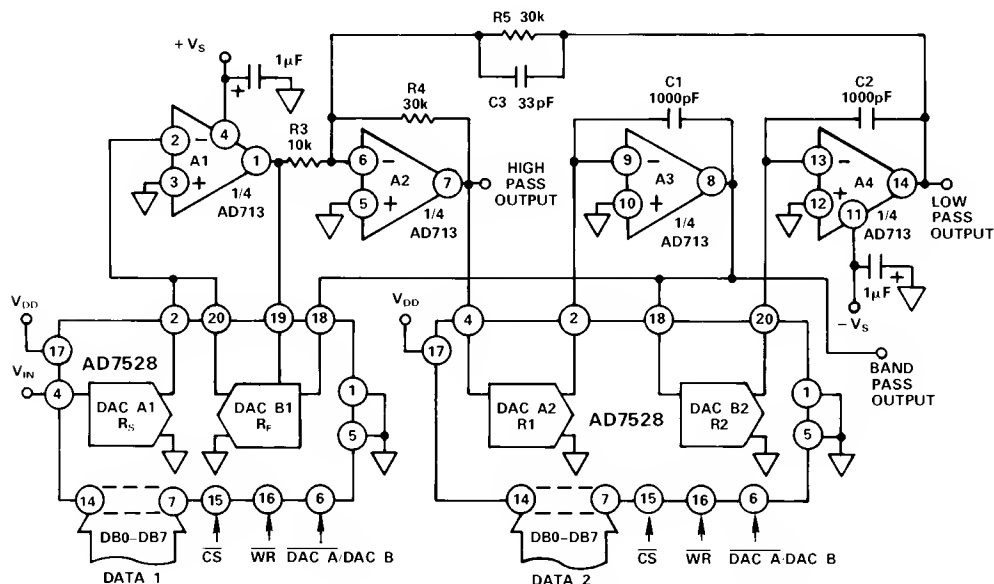 R5 30k
C3 33pF
+ VS
1μF
+
R4
30k
C1
1000pF
C2
1000pF
R3
10k
2
−
4
A1
1
3
+
1/4
AD713
6
−
A2
7
5
+
1/4
AD713
HIGH
PASS
OUTPUT
9
−
A3
8
10
+
1/4
AD713
13
−
A4
14
12
+
11
1/4
AD713
LOW
PASS
OUTPUT
1μF
+
− VS
BAND
PASS
OUTPUT
VDD
17
VIN
4
2
20
19
18
AD7528
DAC A1
RS
DAC B1
RF
1
5
14
7
15
16
6
DB0–DB7
CS
WR
DAC A/DAC B
DATA 1
VDD
17
4
2
18
20
DAC A2
R1
AD7528
DAC B2
R2
1
5
14
7
15
16
6
DB0–DB7
CS
WR
DAC A·DAC B
DATA 2